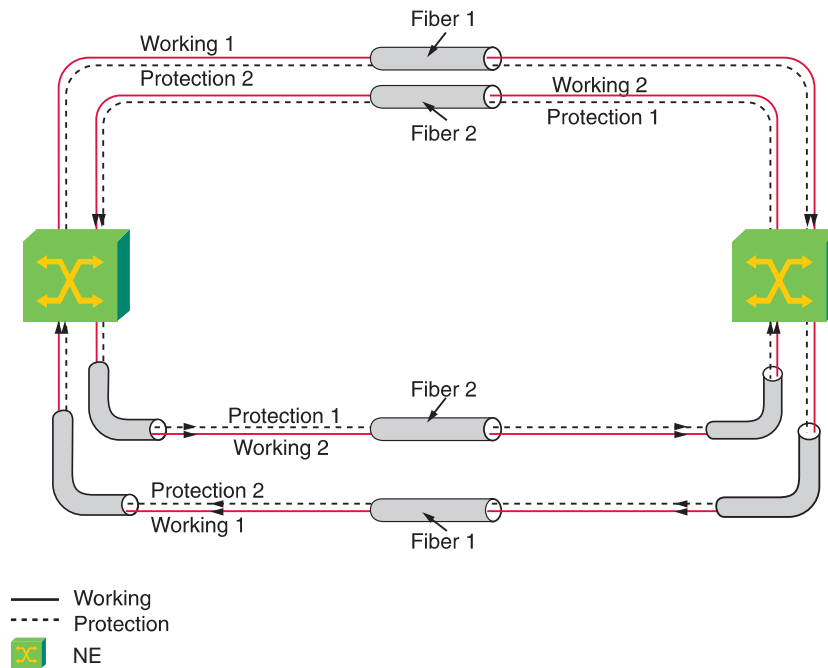 Fiber 1
Working 1
Protection 2
Working 2
Protection 1
Fiber 2
Fiber 2
Protection 1
Working 2
Protection 2
Working 1
Fiber 1
Working
Protection
NE